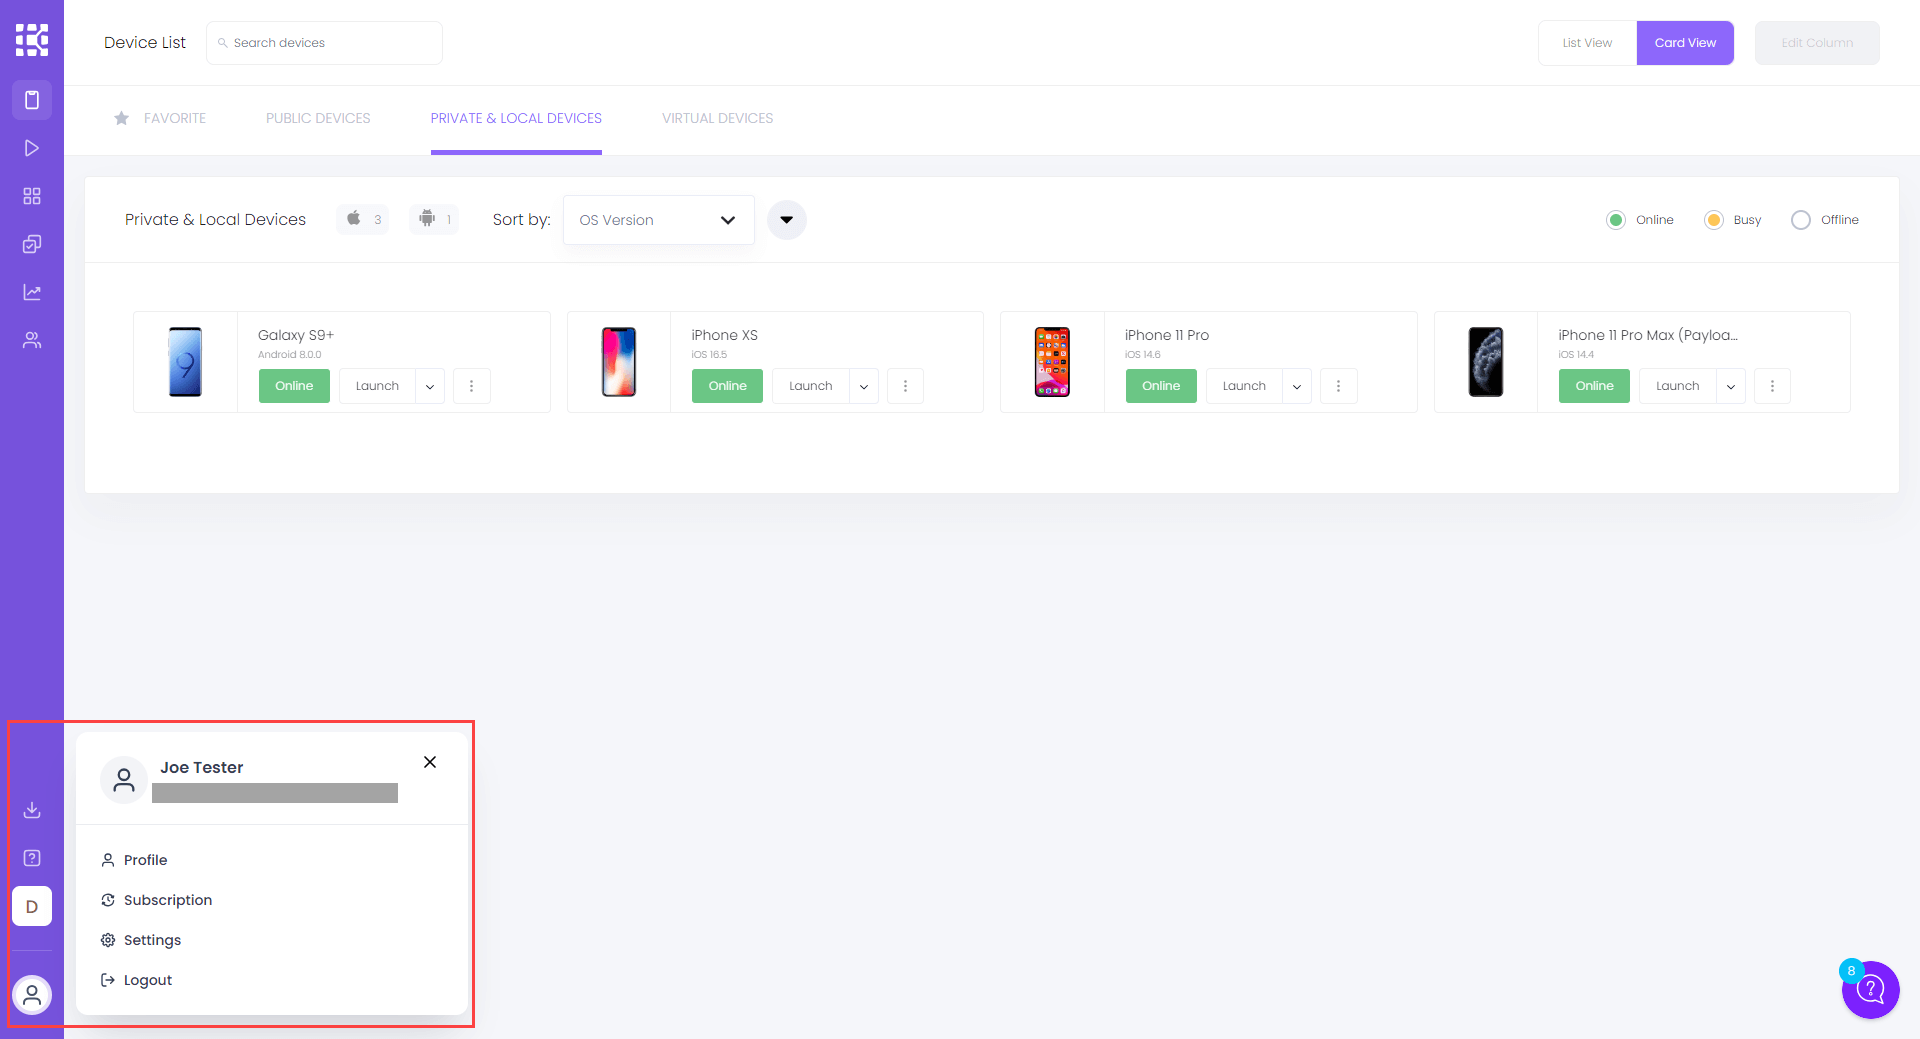 Device List
Search devices
List View
Card View
Edit Column
FAVORITE
PUBLIC DEVICES
PRIVATE & LOCAL DEVICES
VIRTUAL DEVICES
Private & Local Devices
3
1
Sort by:
OS Version
Online
Busy
Offline
Galaxy S9+
Android 8.0.0
Online
Launch
iPhone XS
iOS 16.5
Online
Launch
iPhone 11 Pro
iOS 14.6
Online
Launch
iPhone 11 Pro Max (Payloa...
iOS 14.4
Online
Launch
Joe Tester
Profile
Subscription
D
Settings
Logout
8